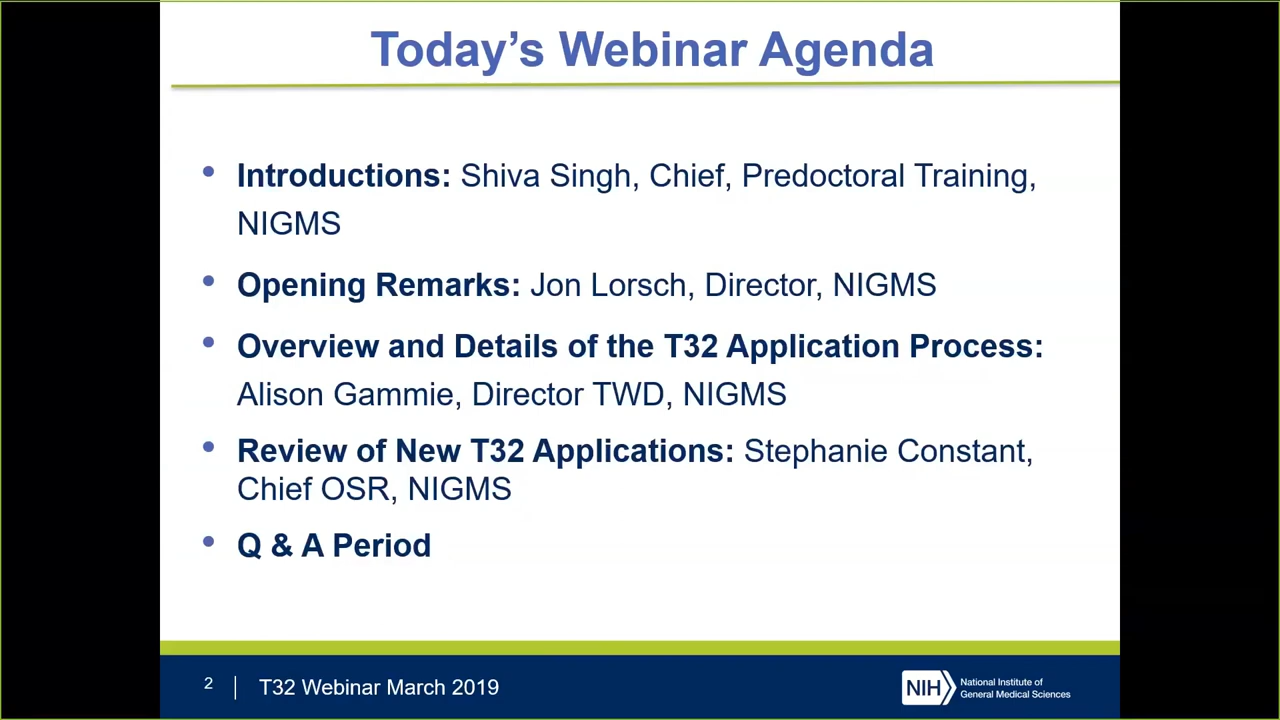 Today’s Webinar Agenda
• Introductions: Shiva Singh, Chief, Predoctoral Training,
NIGMS
• Opening Remarks: Jon Lorsch, Director, NIGMS
• Overview and Details of the T32 Application Process:
Alison Gammie, Director TWD, NIGMS
• Review of New T32 Applications: Stephanie Constant,
Chief OSR, NIGMS
• Q & A Period
2 | T32 Webinar March 2019
NIH National Institute of
General Medical Sciences